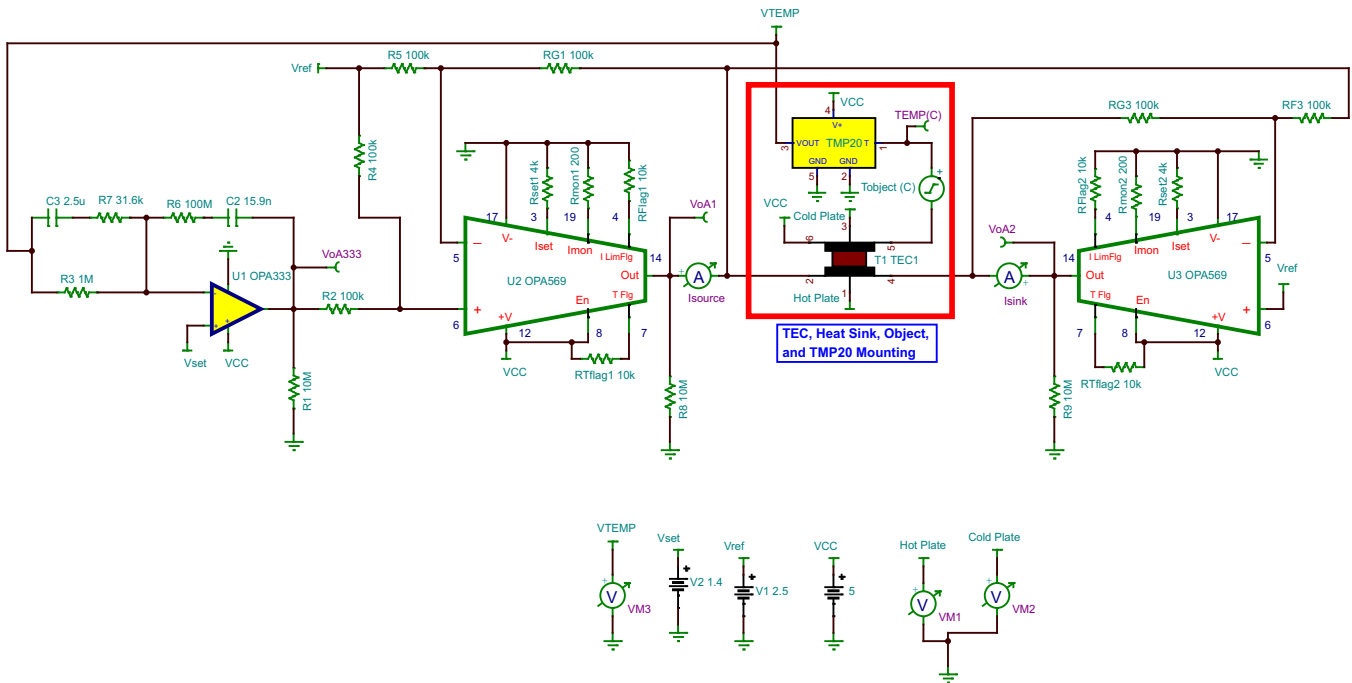 VTEMP
Vref
R5 100k
RG1 100k
R4 100k
VCC
4
V+
VOUT
TMP20
T
3
1
GND
GND
5
2
TEMP(C)
Tobject (C)
+
RG3 100k
RF3 100k
C3 2.5u
R7 31.6k
R6 100M
C2 15.9n
R3 1M
U1 OPA333
VoA333
R2 100k
Vset
VCC
R1 10M
Rset1 4k
Rmon1 200
RFlag1 10k
17
3
19
4
V-
Iset
Imon
I LimFlg
5
U2 OPA569
14
Out
En
T Flg
+V
6
12
8
7
VCC
RTflag1 10k
VoA1
A
Isource
R8 10M
VCC
Cold Plate
3
6
5
T1 TEC1
2
4
1
Hot Plate
TEC, Heat Sink, Object,
and TMP20 Mounting
VoA2
A
Isink
R9 10M
RFlag2 10k
Rmon2 200
Rset2 4k
4
19
3
17
I LimFlg
Imon
Iset
V-
14
Out
U3 OPA569
5
Vref
T Flg
En
+V
6
7
8
12
RTflag2 10k
VCC
VTEMP
V
VM3
Vset
V2 1.4
Vref
V1 2.5
VCC
5
Hot Plate
V
VM1
Cold Plate
V
VM2